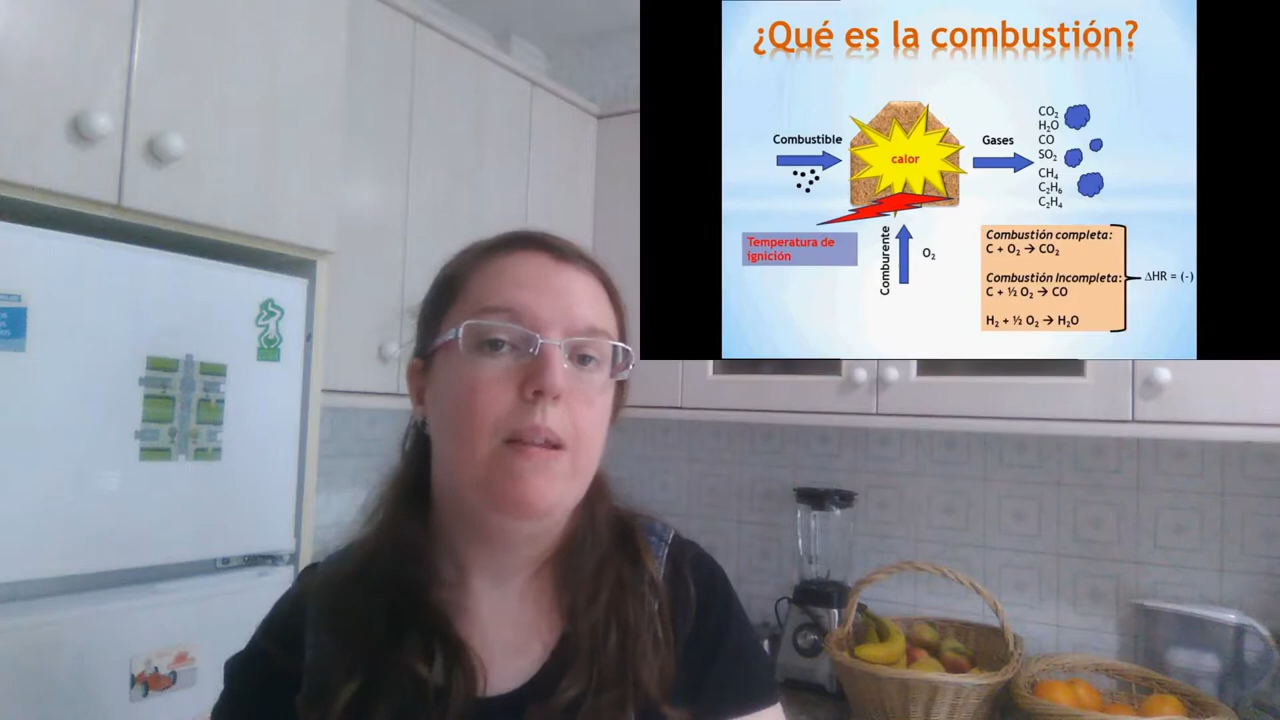 ¿Qué es la combustión?
Combustible
calor
Gases
CO₂
H₂O
CO
SO₂
CH₄
C₂H₆
C₂H₄
Temperatura de
ignición
Comburente
O₂
Combustión completa:
C + O₂ → CO₂
Combustión Incompleta:
C + ½ O₂ → CO
H₂ + ½ O₂ → H₂O
ΔHR = (-)